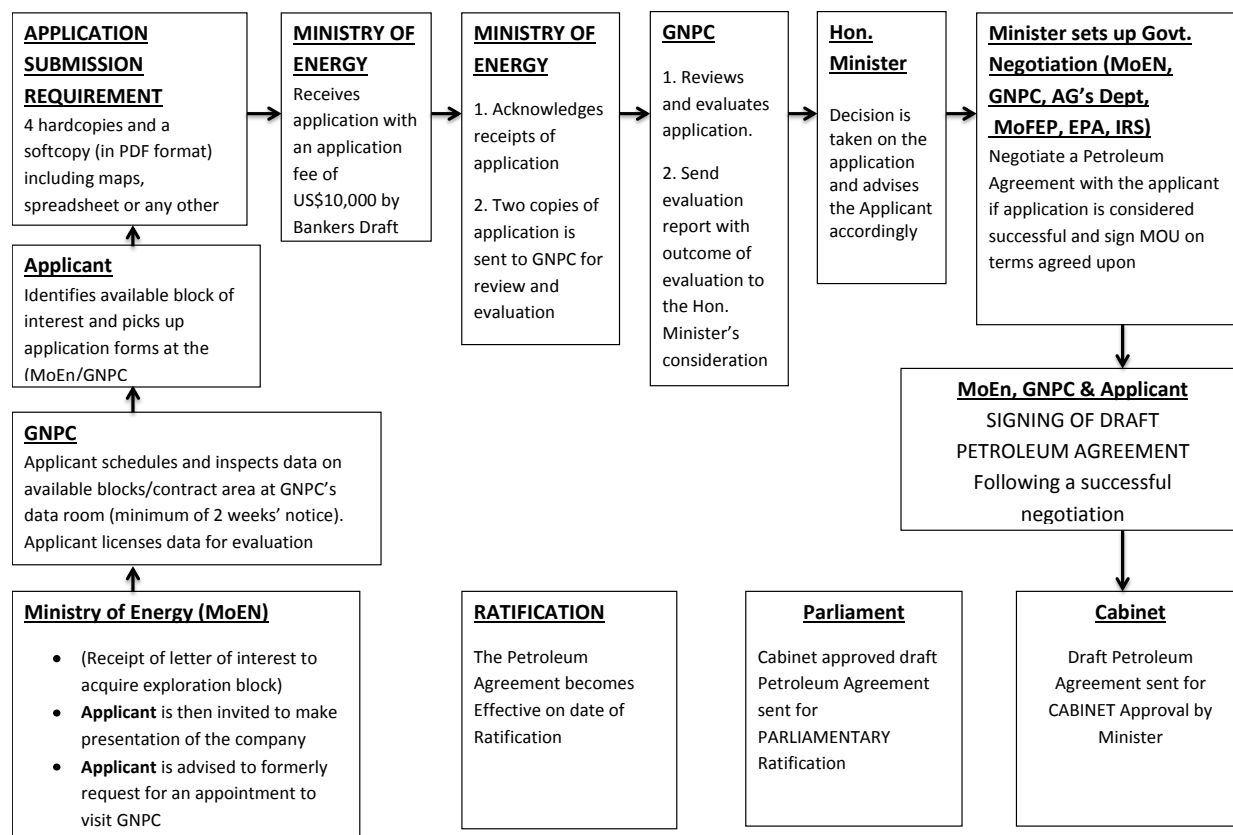 APPLICATION
SUBMISSION
REQUIREMENT
4 hardcopies and a
softcopy (in PDF format)
including maps,
spreadsheet or any other
MINISTRY OF
ENERGY
Receives
application with
an application
fee of
US$10,000 by
Bankers Draft
MINISTRY OF
ENERGY
1. Acknowledges
receipts of
application
2. Two copies of
application is
sent to GNPC for
review and
evaluation
GNPC
1. Reviews
and evaluates
application.
2. Send
evaluation
report with
outcome of
evaluation to
the Hon.
Minister’s
consideration
Hon.
Minister
Decision is
taken on the
application
and advises
the Applicant
accordingly
Minister sets up Govt.
Negotiation (MoEN,
GNPC, AG’s Dept,
MoFEP, EPA, IRS)
Negotiate a Petroleum
Agreement with the applicant
if application is considered
successful and sign MOU on
terms agreed upon
Applicant
Identifies available block of
interest and picks up
application forms at the
(MoEn/GNPC
GNPC
Applicant schedules and inspects data on
available blocks/contract area at GNPC’s
data room (minimum of 2 weeks’ notice).
Applicant licenses data for evaluation
MoEn, GNPC & Applicant
SIGNING OF DRAFT
PETROLEUM AGREEMENT
Following a successful
negotiation
Ministry of Energy (MoEN)
• (Receipt of letter of interest to
acquire exploration block)
• Applicant is then invited to make
presentation of the company
• Applicant is advised to formerly
request for an appointment to
visit GNPC
RATIFICATION
The Petroleum
Agreement becomes
Effective on date of
Ratification
Parliament
Cabinet approved draft
Petroleum Agreement
sent for
PARLIAMENTARY
Ratification
Cabinet
Draft Petroleum
Agreement sent for
CABINET Approval by
Minister